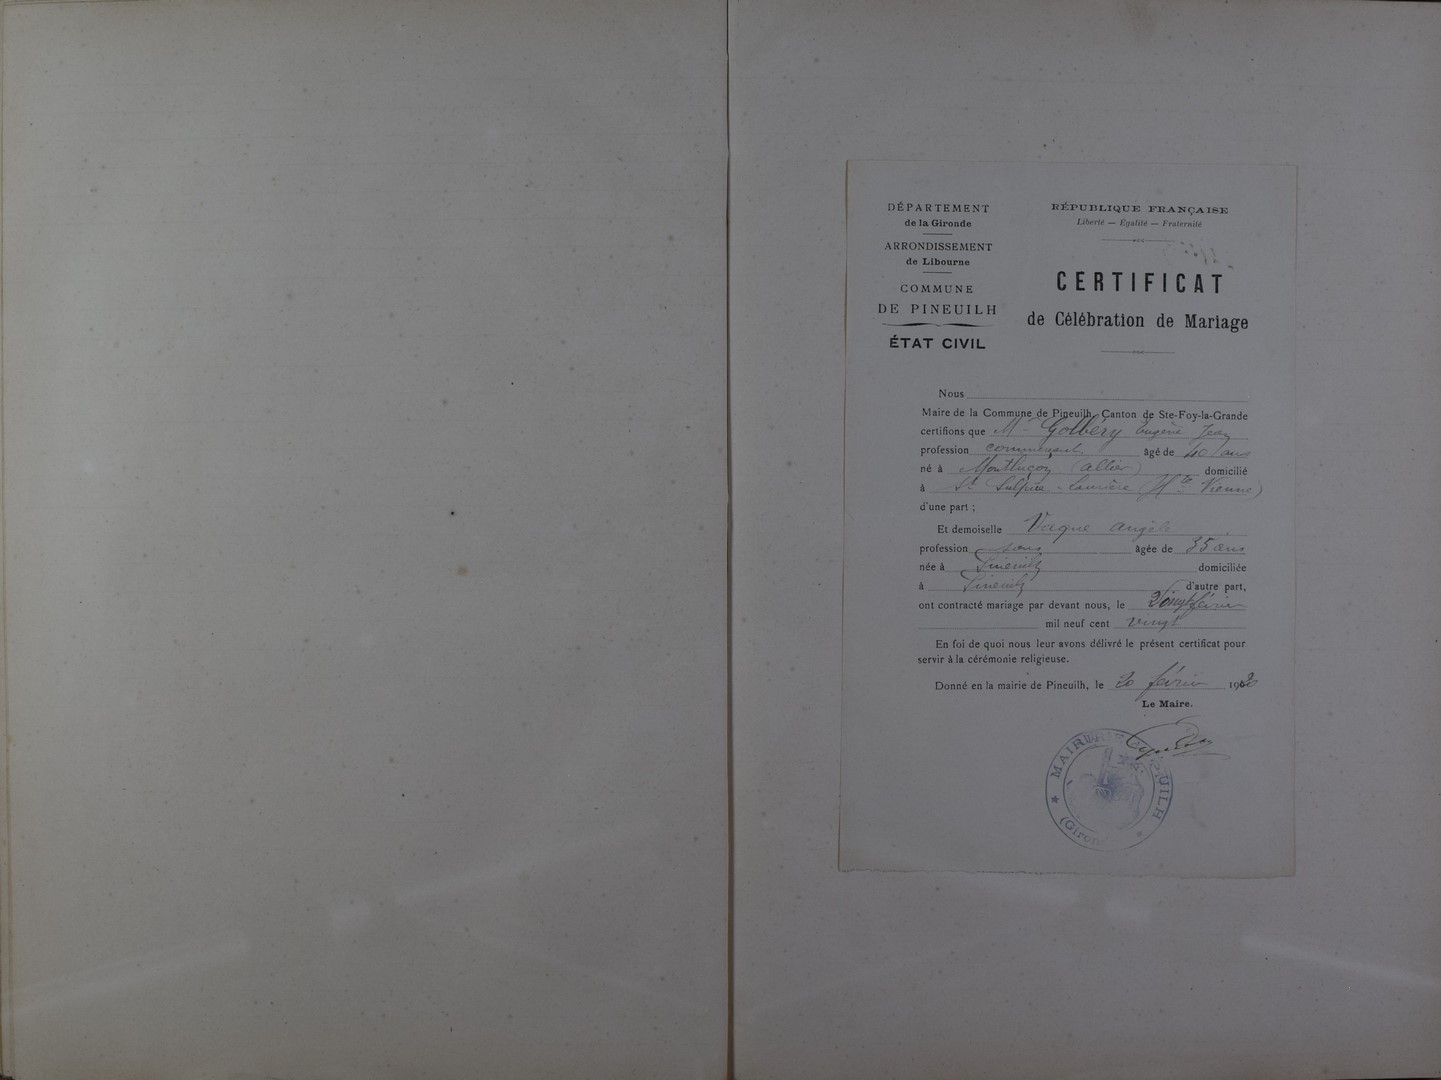 DÉPARTEMENT
de la Gironde
ARRONDISSEMENT
de Libourne
COMMUNE
DE PINEUILH
ÉTAT CIVIL
RÉPUBLIQUE FRANÇAISE
Liberté — Égalité — Fraternité
CERTIFICAT
de Célébration de Mariage
Nous
Maire de la Commune de Pineuilh, Canton de Ste-Foy-la-Grande
certifions que Mr Golbéry Eugène Jean
profession commerçant âgé de 40 ans
né à Montluçon (Allier) domicilié
à St Sulpice-Laurière (Hte Vienne)
d'une part ;
Et demoiselle Vaque Angèle
profession sans âgée de 35 ans
née à Pineuilh domiciliée
à Pineuilh d'autre part,
ont contracté mariage par devant nous, le Vingt février
mil neuf cent vingt
En foi de quoi nous leur avons délivré le présent certificat pour
servir à la cérémonie religieuse.
Donné en la mairie de Pineuilh, le 20 février 1920
Le Maire.
MAIRIE DE PINEUILH
(Gironde)